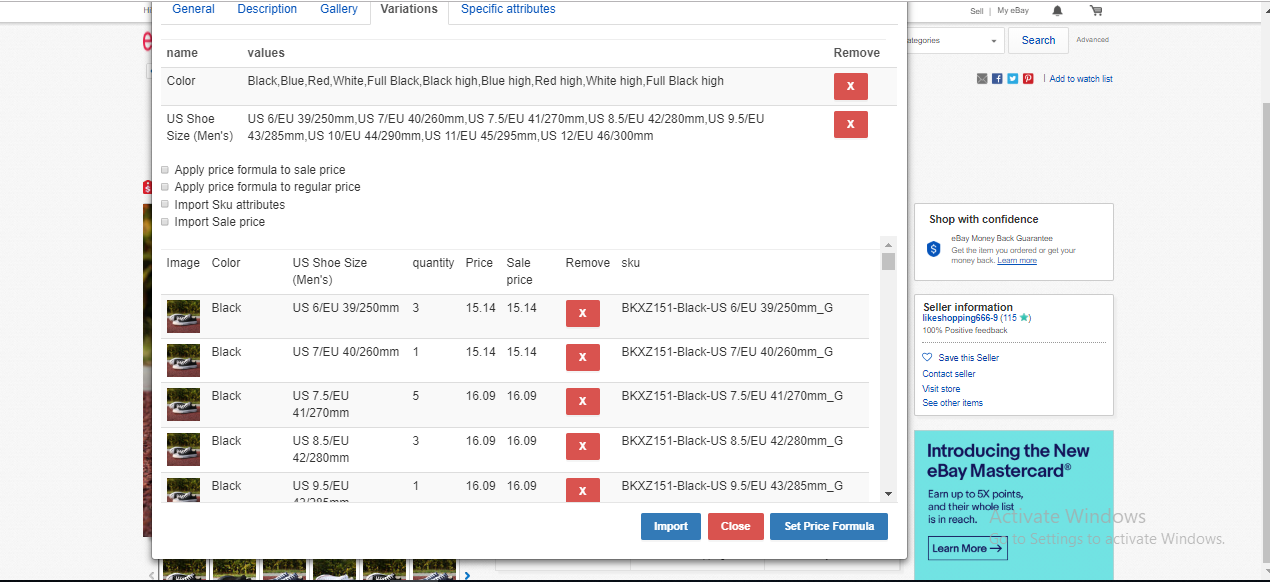 General Description Gallery Variations Specific attributes
Sell | My eBay
name values Remove
Search Advanced
Color Black,Blue,Red,White,Full Black,Black high,Blue high,Red high,White high,Full Black high X
Add to watch list
US Shoe Size (Men's) US 6/EU 39/250mm,US 7/EU 40/260mm,US 7.5/EU 41/270mm,US 8.5/EU 42/280mm,US 9.5/EU X
43/285mm,US 10/EU 44/290mm,US 11/EU 45/295mm,US 12/EU 46/300mm
Apply price formula to sale price
Apply price formula to regular price
Import Sku attributes
Import Sale price
Image Color US Shoe Size (Men's) quantity Price Sale price Remove sku
Black US 6/EU 39/250mm 3 15.14 15.14 X BKXZ151-Black-US 6/EU 39/250mm_G
Black US 7/EU 40/260mm 1 15.14 15.14 X BKXZ151-Black-US 7/EU 40/260mm_G
Black US 7.5/EU 41/270mm 5 16.09 16.09 X BKXZ151-Black-US 7.5/EU 41/270mm_G
Black US 8.5/EU 42/280mm 3 16.09 16.09 X BKXZ151-Black-US 8.5/EU 42/280mm_G
Black US 9.5/EU 43/285mm 1 16.09 16.09 X BKXZ151-Black-US 9.5/EU 43/285mm_G
Import Close Set Price Formula
Shop with confidence
eBay Money Back Guarantee
Get the item you ordered or get your
money back. Learn more
Seller information
likeshopping666-9 (115 ★)
100% Positive feedback
Save this Seller
Contact seller
Visit store
See other items
Introducing the New
eBay Mastercard®
Earn up to 5X points,
and their whole list
is in reach.
Learn More →
Activate Windows
Go to Settings to activate Windows.